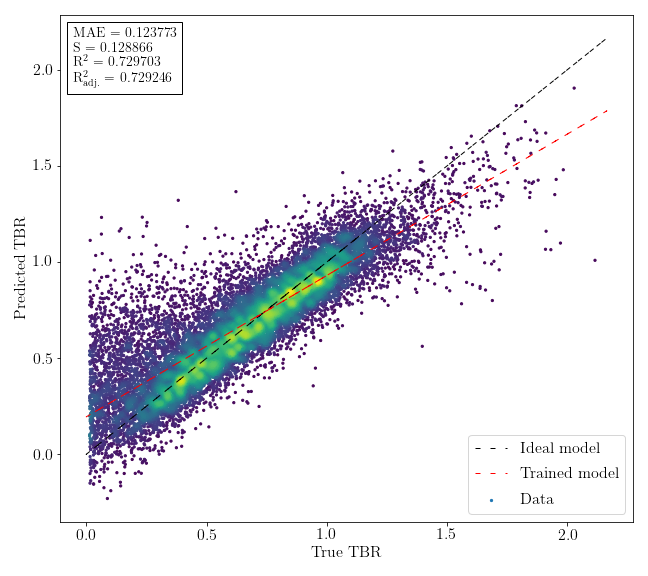 MAE = 0.123773
S = 0.128866
R² = 0.729703
R²adj. = 0.729246
2.0
1.5
1.0
0.5
0.0
Predicted TBR
Ideal model
Trained model
Data
0.0 0.5 1.0 1.5 2.0
True TBR